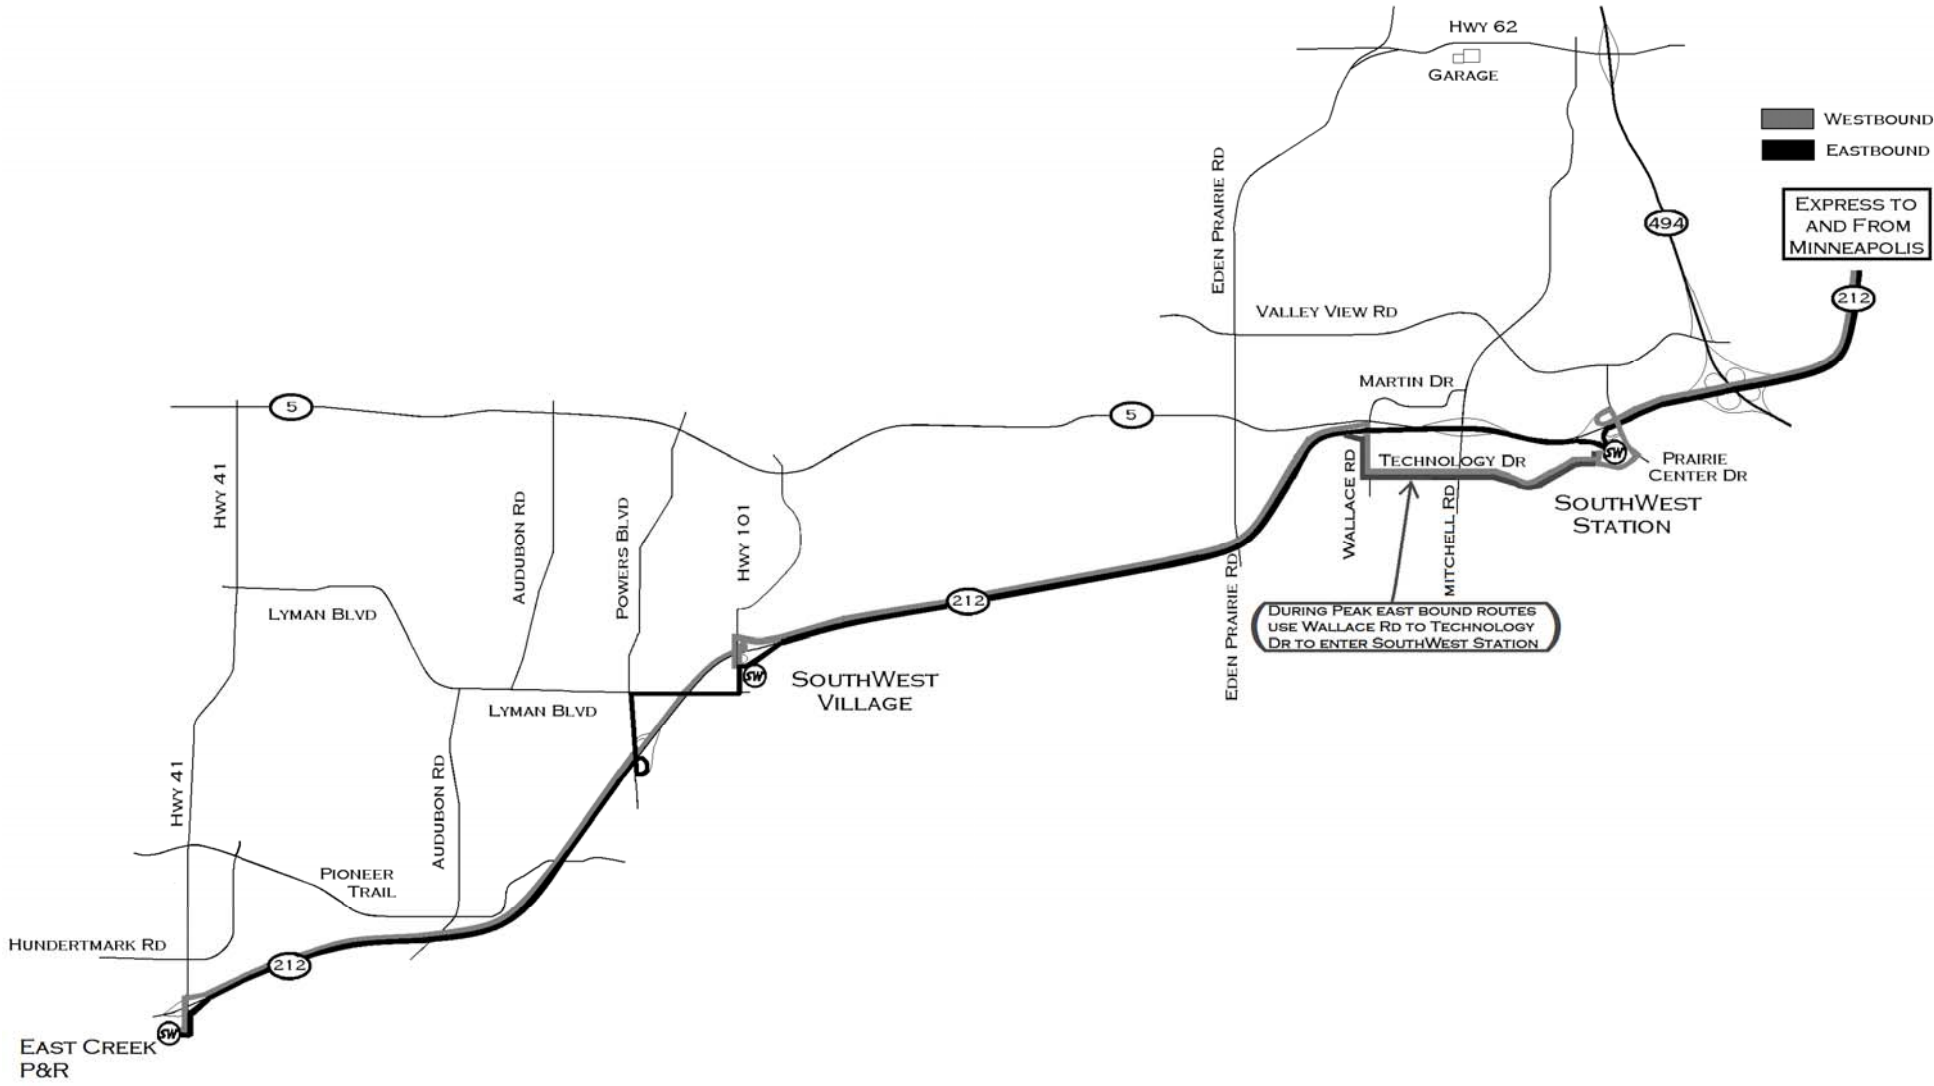 HWY 62
GARAGE
WESTBOUND
EASTBOUND
EDEN PRAIRIE RD
494
EXPRESS TO
AND FROM
MINNEAPOLIS
212
VALLEY VIEW RD
MARTIN DR
5
5
HWY 41
AUDUBON RD
POWERS BLVD
HWY 101
WALLACE RD
TECHNOLOGY DR
MITCHELL RD
SW
PRAIRIE
CENTER DR
SOUTHWEST
STATION
212
EDEN PRAIRIE RD
DURING PEAK EAST BOUND ROUTES
USE WALLACE RD TO TECHNOLOGY
DR TO ENTER SOUTHWEST STATION
LYMAN BLVD
SW
SOUTHWEST
VILLAGE
LYMAN BLVD
HWY 41
AUDUBON RD
PIONEER
TRAIL
HUNDERTMARK RD
212
SW
EAST CREEK
P&R